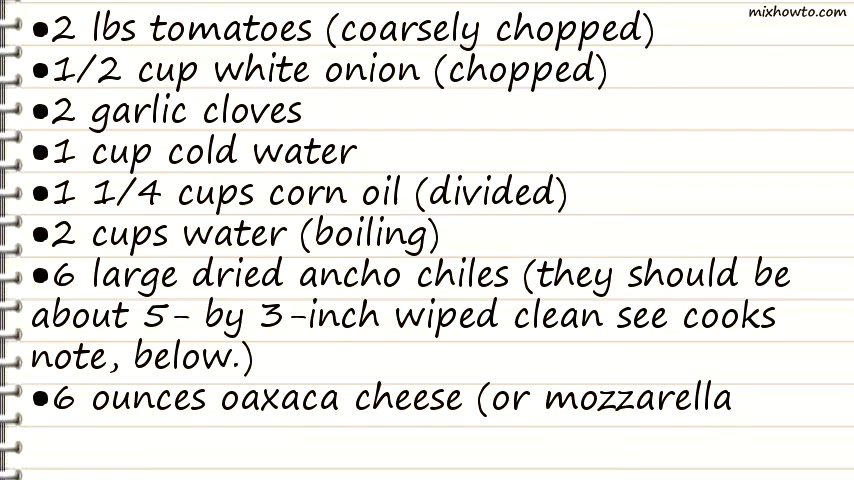 mixhowto.com
•2 lbs tomatoes (coarsely chopped)
•1/2 cup white onion (chopped)
•2 garlic cloves
•1 cup cold water
•1 1/4 cups corn oil (divided)
•2 cups water (boiling)
•6 large dried ancho chiles (they should be
about 5- by 3-inch wiped clean see cooks
note, below.)
•6 ounces oaxaca cheese (or mozzarella